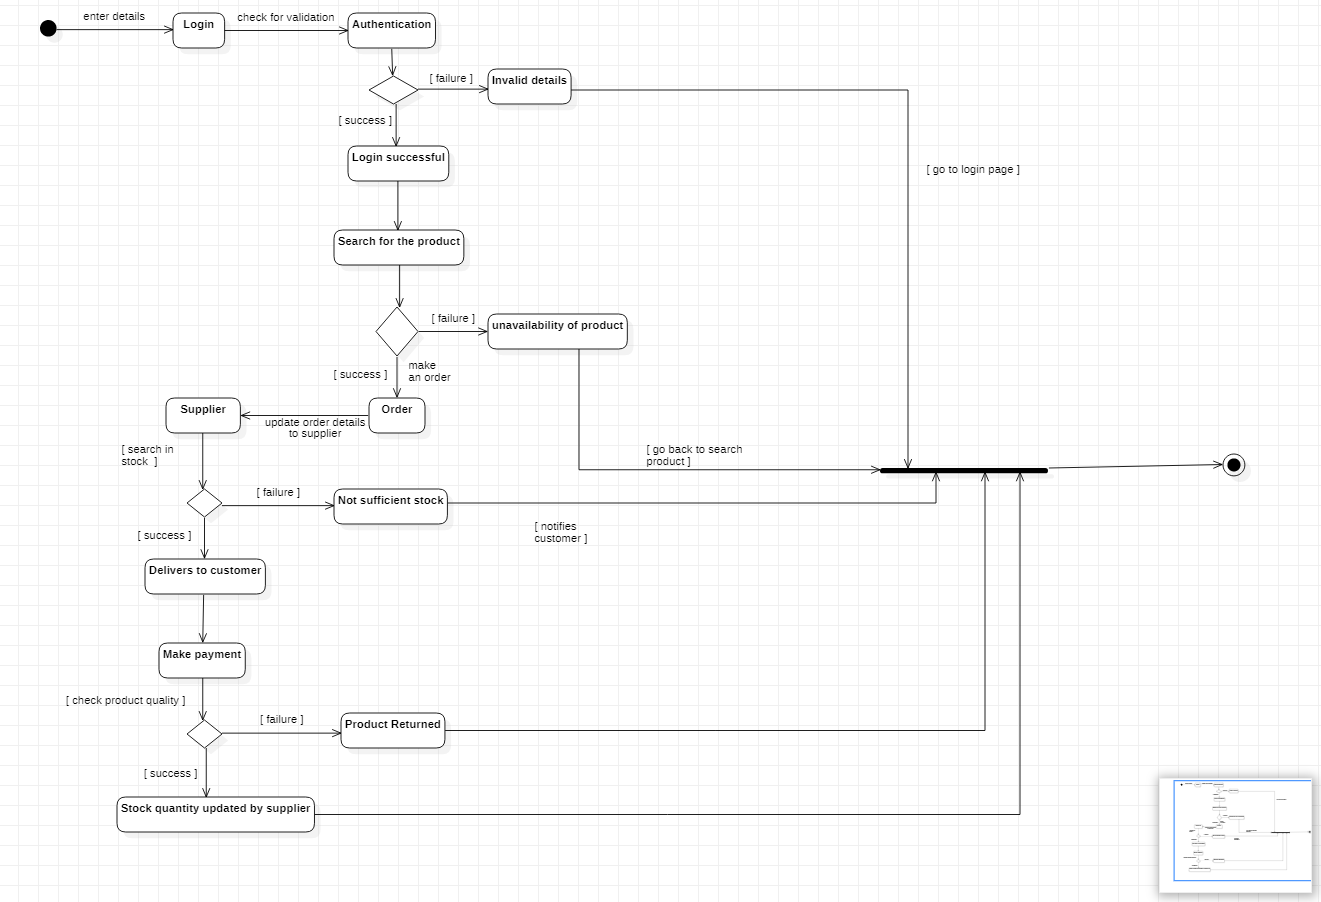 enter details
Login
check for validation
Authentication
[ failure ]
Invalid details
[ success ]
Login successful
[ go to login page ]
Search for the product
[ failure ]
unavailability of product
[ success ]
make
an order
Supplier
Order
update order details
to supplier
[ search in
stock  ]
[ go back to search
product ]
[ failure ]
Not sufficient stock
[ notifies
customer ]
[ success ]
Delivers to customer
Make payment
[ check product quality ]
[ failure ]
Product Returned
[ success ]
Stock quantity updated by supplier